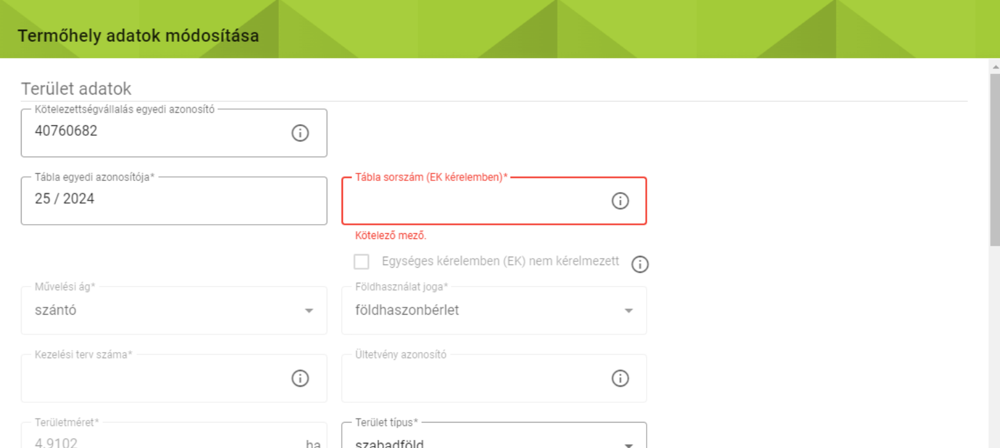 Termőhely adatok módosítása
Terület adatok
Kötelezettségvállalás egyedi azonosító
40760682
Tábla egyedi azonosítója*
25 / 2024
Tábla sorszám (EK kérelemben)*
Kötelező mező.
Egységes kérelemben (EK) nem kérelmezett
Művelési ág*
szántó
Földhasználat joga*
földhaszonbérlet
Kezelési terv száma*
Ültetvény azonosító
Területméret*
4.9102 ha
Terület típus*
szabadföld